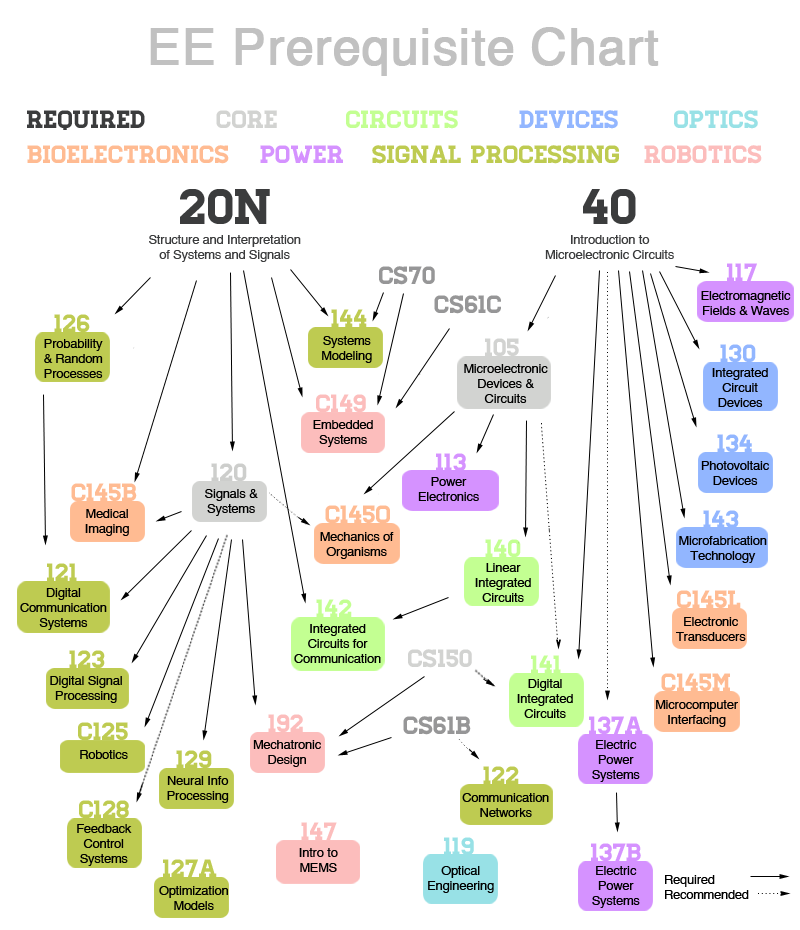 EE Prerequisite Chart
REQUIRED CORE CIRCUITS DEVICES OPTICS
BIOELECTRONICS POWER SIGNAL PROCESSING ROBOTICS
20N
Structure and Interpretation
of Systems and Signals
40
Introduction to
Microelectronic Circuits
CS70
CS61C
117
Electromagnetic
Fields & Waves
126
Probability
& Random
Processes
144
Systems
Modeling
105
Microelectronic
Devices &
Circuits
130
Integrated
Circuit
Devices
C149
Embedded
Systems
134
Photovoltaic
Devices
120
Signals &
Systems
113
Power
Electronics
C145B
Medical
Imaging
C145O
Mechanics of
Organisms
143
Microfabrication
Technology
140
Linear
Integrated
Circuits
121
Digital
Communication
Systems
142
Integrated
Circuits for
Communication
C145L
Electronic
Transducers
123
Digital Signal
Processing
CS150
141
Digital
Integrated
Circuits
C145M
Microcomputer
Interfacing
C125
Robotics
192
Mechatronic
Design
CS61B
137A
Electric
Power
Systems
129
Neural Info
Processing
122
Communication
Networks
C128
Feedback
Control
Systems
147
Intro to
MEMS
119
Optical
Engineering
137B
Electric
Power
Systems
127A
Optimization
Models
Required
Recommended